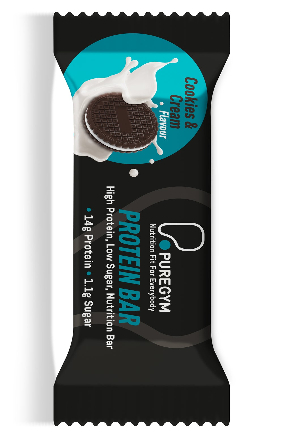 PUREGYM
Nutrition Fit For Everybody
PROTEIN BAR
High Protein, Low Sugar, Nutrition Bar
• 14g Protein • 1.1g Sugar
Cookies &
Cream
Flavour